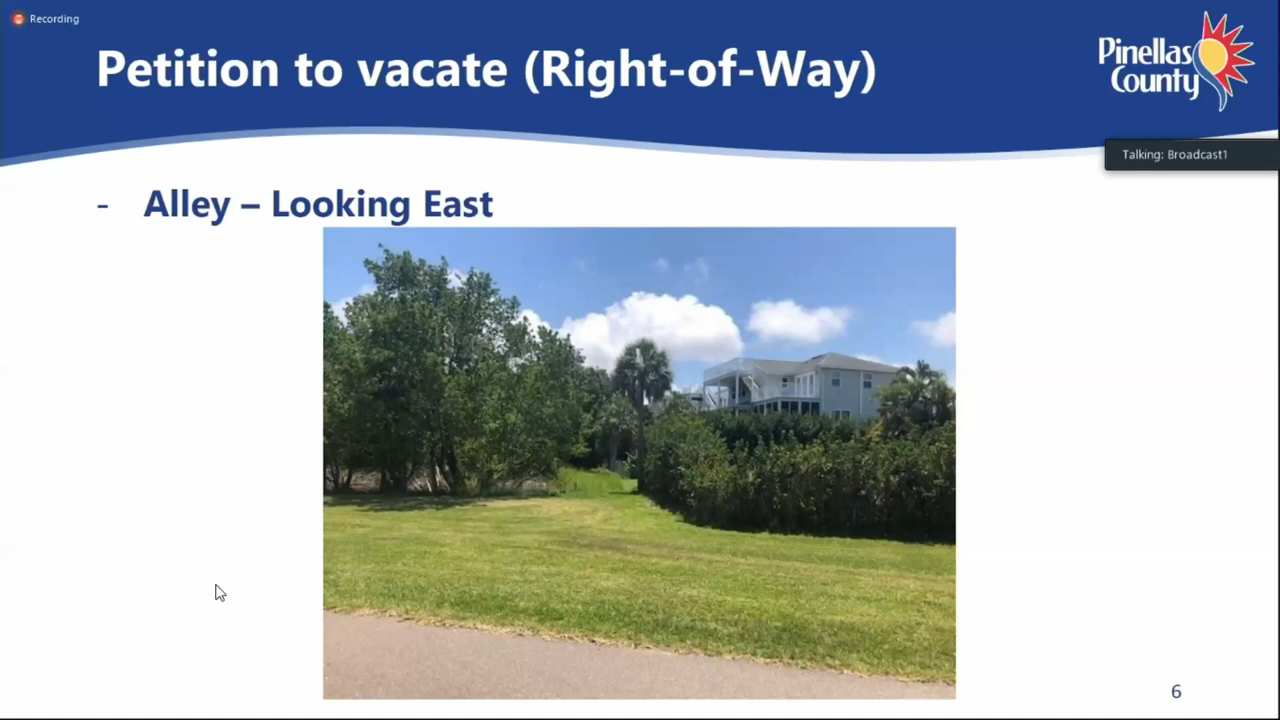 Recording
Petition to vacate (Right-of-Way)
Pinellas
County
Talking: Broadcast1
- Alley – Looking East
6